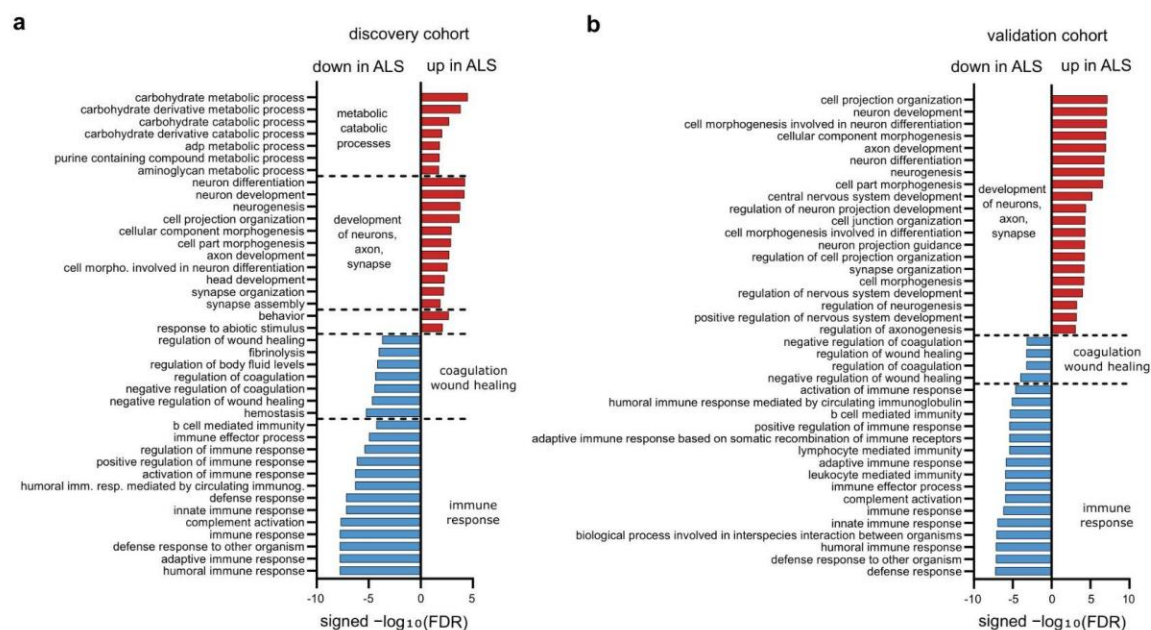 a
discovery cohort
down in ALS
up in ALS
carbohydrate metabolic process
carbohydrate derivative metabolic process
carbohydrate catabolic process
carbohydrate derivative catabolic process
adp metabolic process
purine containing compound metabolic process
aminoglycan metabolic process
neuron differentiation
neuron development
neurogenesis
cell projection organization
cellular component morphogenesis
cell part morphogenesis
axon development
cell morpho. involved in neuron differentiation
head development
synapse organization
synapse assembly
behavior
response to abiotic stimulus
regulation of wound healing
fibrinolysis
regulation of body fluid levels
regulation of coagulation
negative regulation of coagulation
negative regulation of wound healing
hemostasis
b cell mediated immunity
immune effector process
regulation of immune response
positive regulation of immune response
activation of immune response
humoral imm. resp. mediated by circulating immunog.
defense response
innate immune response
complement activation
immune response
defense response to other organism
adaptive immune response
humoral immune response
metabolic
catabolic
processes
development
of neurons,
axon,
synapse
coagulation
wound healing
immune
response
-10
-5
0
5
signed −log₁₀(FDR)
b
validation cohort
down in ALS
up in ALS
cell projection organization
neuron development
cell morphogenesis involved in neuron differentiation
cellular component morphogenesis
axon development
neuron differentiation
neurogenesis
cell part morphogenesis
central nervous system development
regulation of neuron projection development
cell junction organization
cell morphogenesis involved in differentiation
neuron projection guidance
regulation of cell projection organization
synapse organization
cell morphogenesis
regulation of nervous system development
regulation of neurogenesis
positive regulation of nervous system development
regulation of axonogenesis
negative regulation of coagulation
regulation of wound healing
regulation of coagulation
negative regulation of wound healing
activation of immune response
humoral immune response mediated by circulating immunoglobulin
b cell mediated immunity
positive regulation of immune response
adaptive immune response based on somatic recombination of immune receptors
lymphocyte mediated immunity
adaptive immune response
leukocyte mediated immunity
immune effector process
complement activation
immune response
innate immune response
biological process involved in interspecies interaction between organisms
humoral immune response
defense response to other organism
defense response
development
of neurons,
axon,
synapse
coagulation
wound healing
immune
response
-10
-5
0
5
10
signed −log₁₀(FDR)